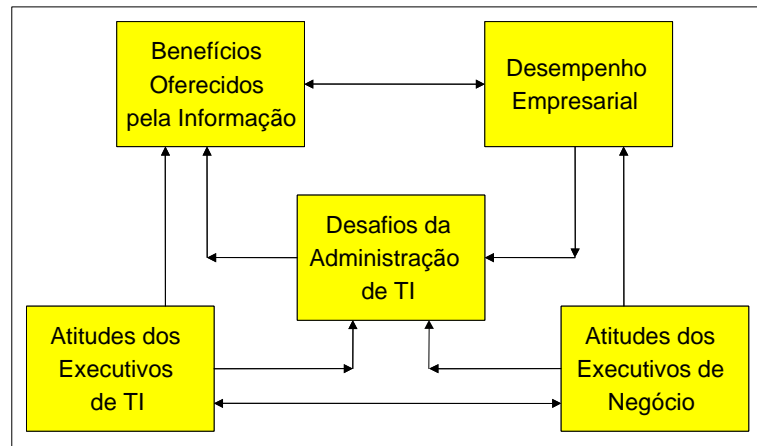 Benefícios
Oferecidos
pela Informação
Desempenho
Empresarial
Desafios da
Administração
de TI
Atitudes dos
Executivos
de TI
Atitudes dos
Executivos de
Negócio